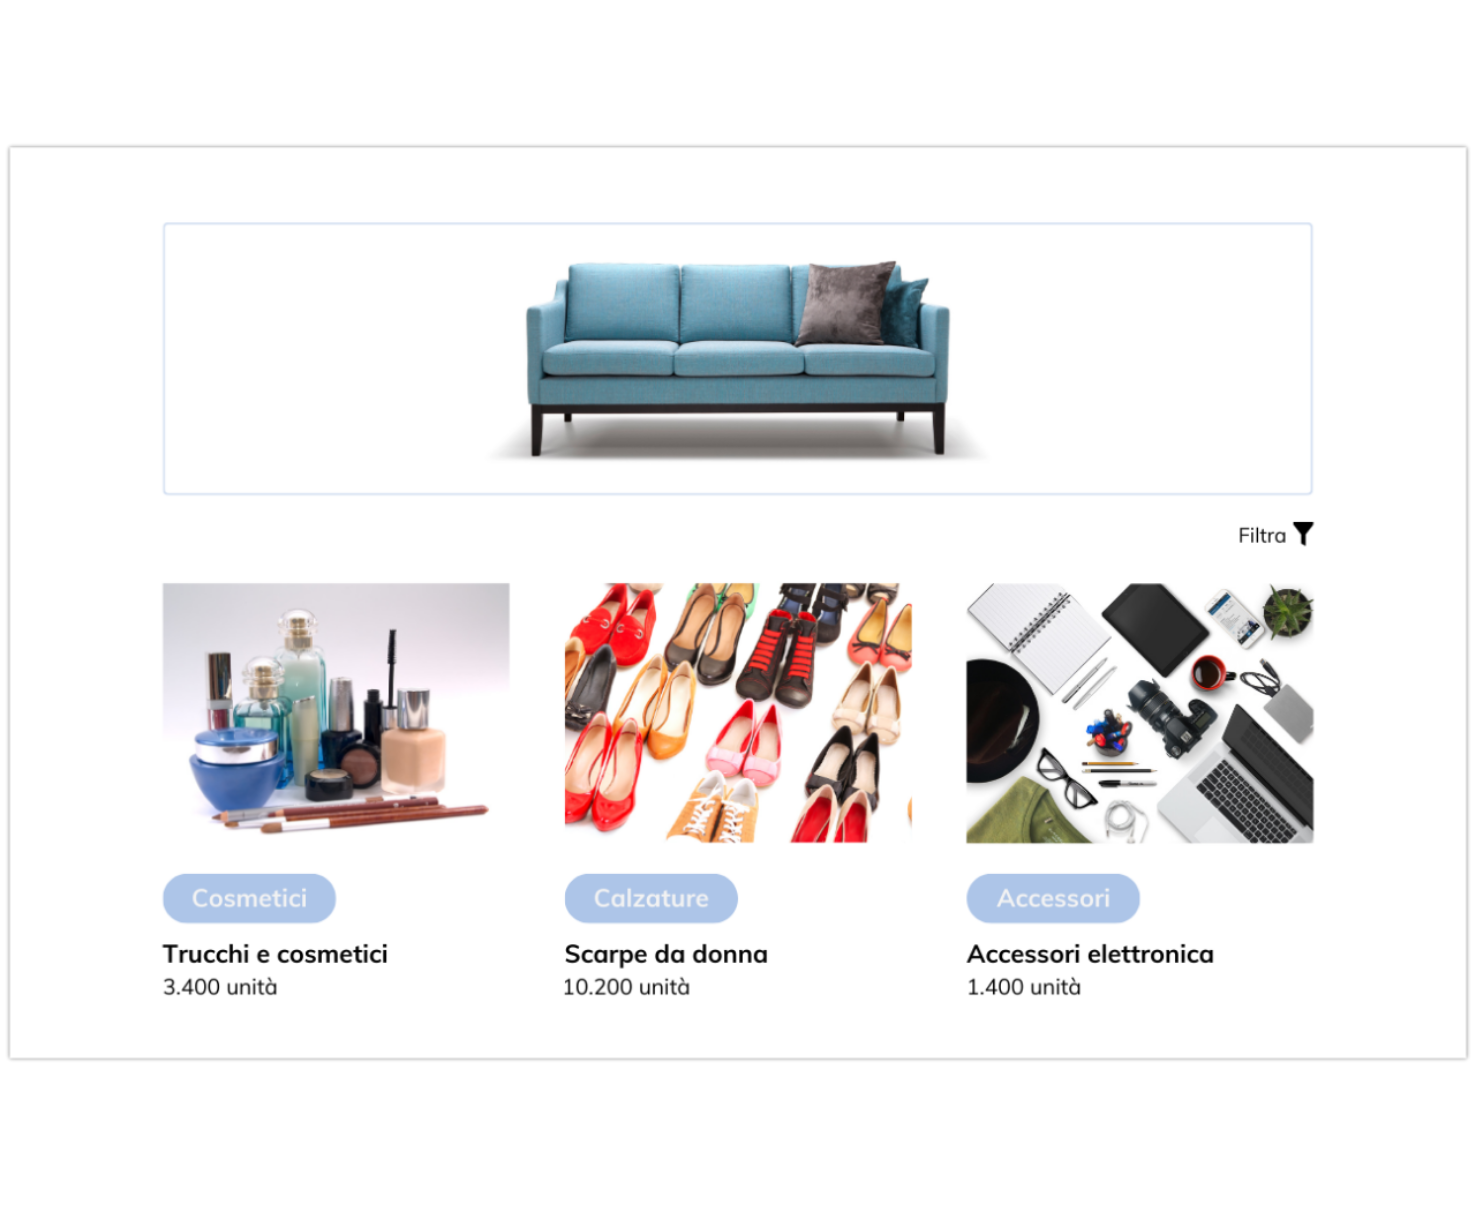 Filtra
Cosmetici
Calzature
Accessori
Trucchi e cosmetici
Scarpe da donna
Accessori elettronica
3.400 unità
10.200 unità
1.400 unità